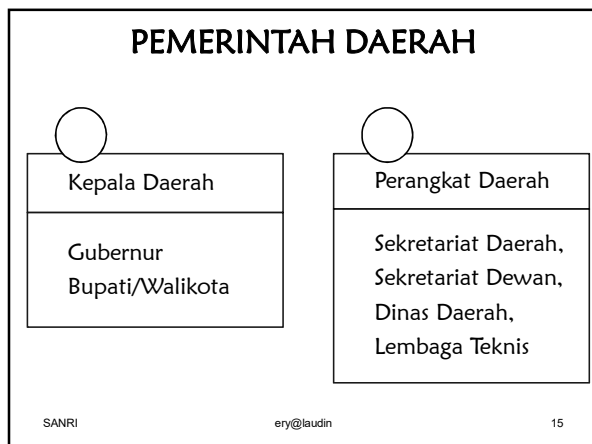 PEMERINTAH DAERAH
Kepala Daerah
Gubernur
Bupati/Walikota
Perangkat Daerah
Sekretariat Daerah,
Sekretariat Dewan,
Dinas Daerah,
Lembaga Teknis
SANRI
ery@laudin
15